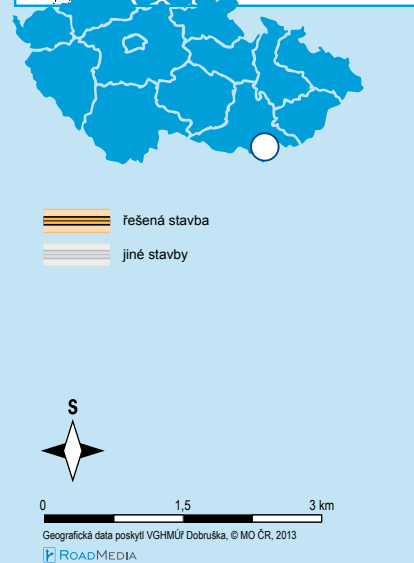 řešená stavba
jiné stavby
S
0 1,5 3 km
Geografická data poskytl VGHMÚř Dobruška, © MO ČR, 2013
ROADMEDIA